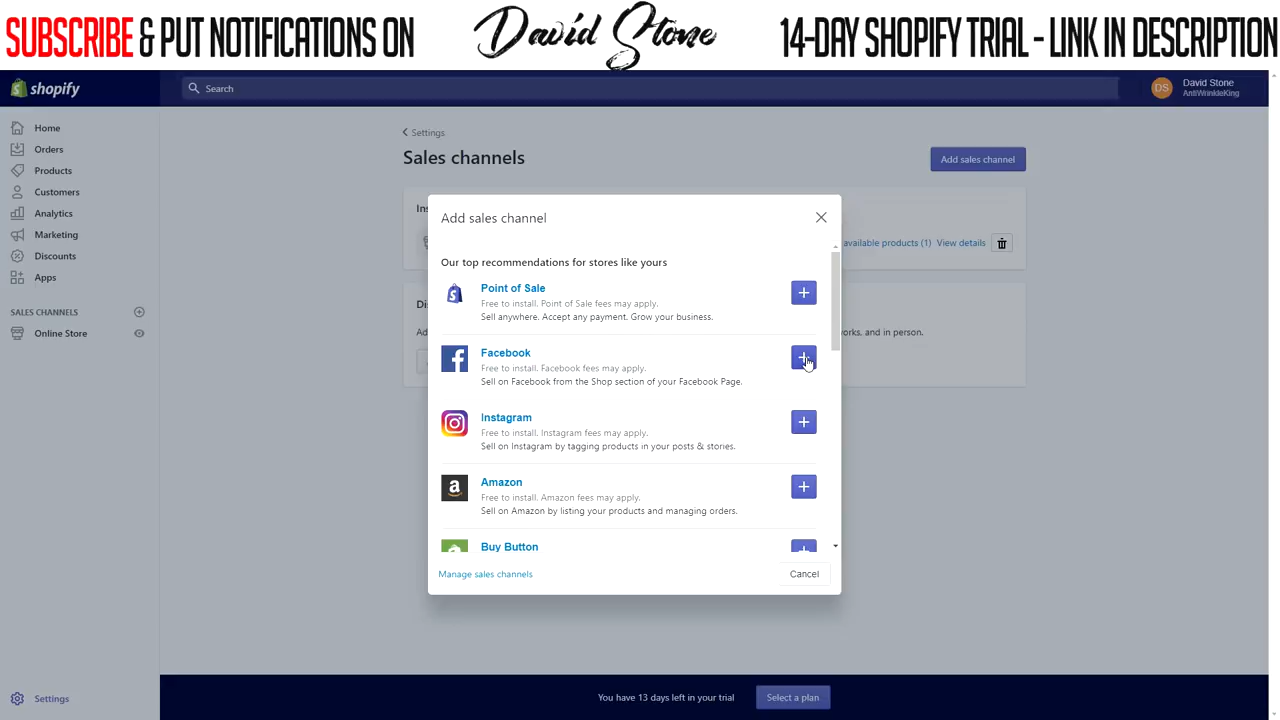 SUBSCRIBE & PUT NOTIFICATIONS ON
David Stone
14-DAY SHOPIFY TRIAL - LINK IN DESCRIPTION
shopify
Search
DS
David Stone
AntiWrinkleKing
Home
Orders
Products
Customers
Analytics
Marketing
Discounts
Apps
SALES CHANNELS
Online Store
Settings
Settings
Sales channels
Add sales channel
Ins
available products (1)
View details
Di
Ad
orks, and in person.
Add sales channel
Our top recommendations for stores like yours
Point of Sale
Free to install. Point of Sale fees may apply.
Sell anywhere. Accept any payment. Grow your business.
Facebook
Free to install. Facebook fees may apply.
Sell on Facebook from the Shop section of your Facebook Page.
Instagram
Free to install. Instagram fees may apply.
Sell on Instagram by tagging products in your posts & stories.
Amazon
Free to install. Amazon fees may apply.
Sell on Amazon by listing your products and managing orders.
Buy Button
Manage sales channels
Cancel
You have 13 days left in your trial
Select a plan